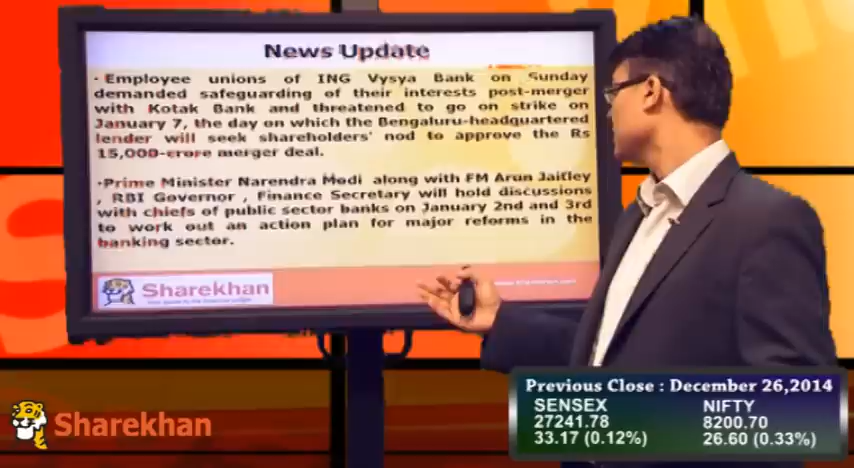 News Update
· Employee unions of ING Vysya Bank on Sunday
demanded safeguarding of their interests post-merger
with Kotak Bank and threatened to go on strike on
January 7, the day on which the Bengaluru-headquartered
lender will seek shareholders' nod to approve the Rs
15,000-crore merger deal.
·Prime Minister Narendra Modi along with FM Arun Jaitley
, RBI Governor , Finance Secretary will hold discussions
with chiefs of public sector banks on January 2nd and 3rd
to work out an action plan for major reforms in the
banking sector.
Sharekhan
Sharekhan
Previous Close : December 26,2014
SENSEX NIFTY
27241.78 8200.70
33.17 (0.12%) 26.60 (0.33%)